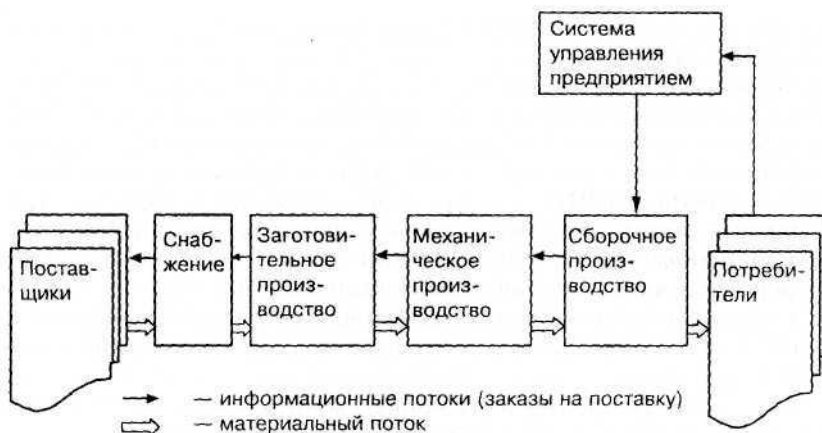 Система
управления
предприятием
Постав-
щики
Снаб-
жение
Заготови-
тельное
произ-
водство
Механи-
ческое
произ-
водство
Сборочное
произ-
водство
Потреби-
тели
— информационные потоки (заказы на поставку)
— материальный поток